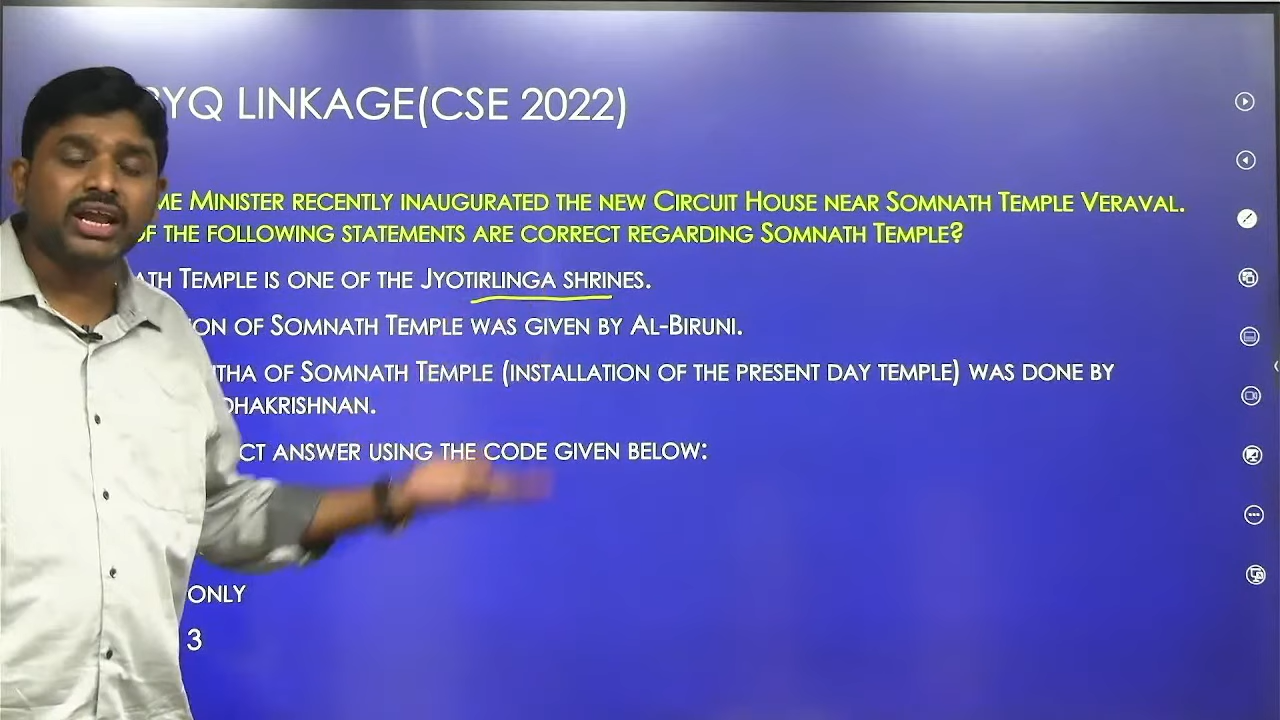 YQ LINKAGE(CSE 2022)
ME MINISTER RECENTLY INAUGURATED THE NEW CIRCUIT HOUSE NEAR SOMNATH TEMPLE VERAVAL.
OF THE FOLLOWING STATEMENTS ARE CORRECT REGARDING SOMNATH TEMPLE?
ATH TEMPLE IS ONE OF THE JYOTIRLINGA SHRINES.
ON OF SOMNATH TEMPLE WAS GIVEN BY AL-BIRUNI.
THA OF SOMNATH TEMPLE (INSTALLATION OF THE PRESENT DAY TEMPLE) WAS DONE BY
DHAKRISHNAN.
CT ANSWER USING THE CODE GIVEN BELOW:
ONLY
3